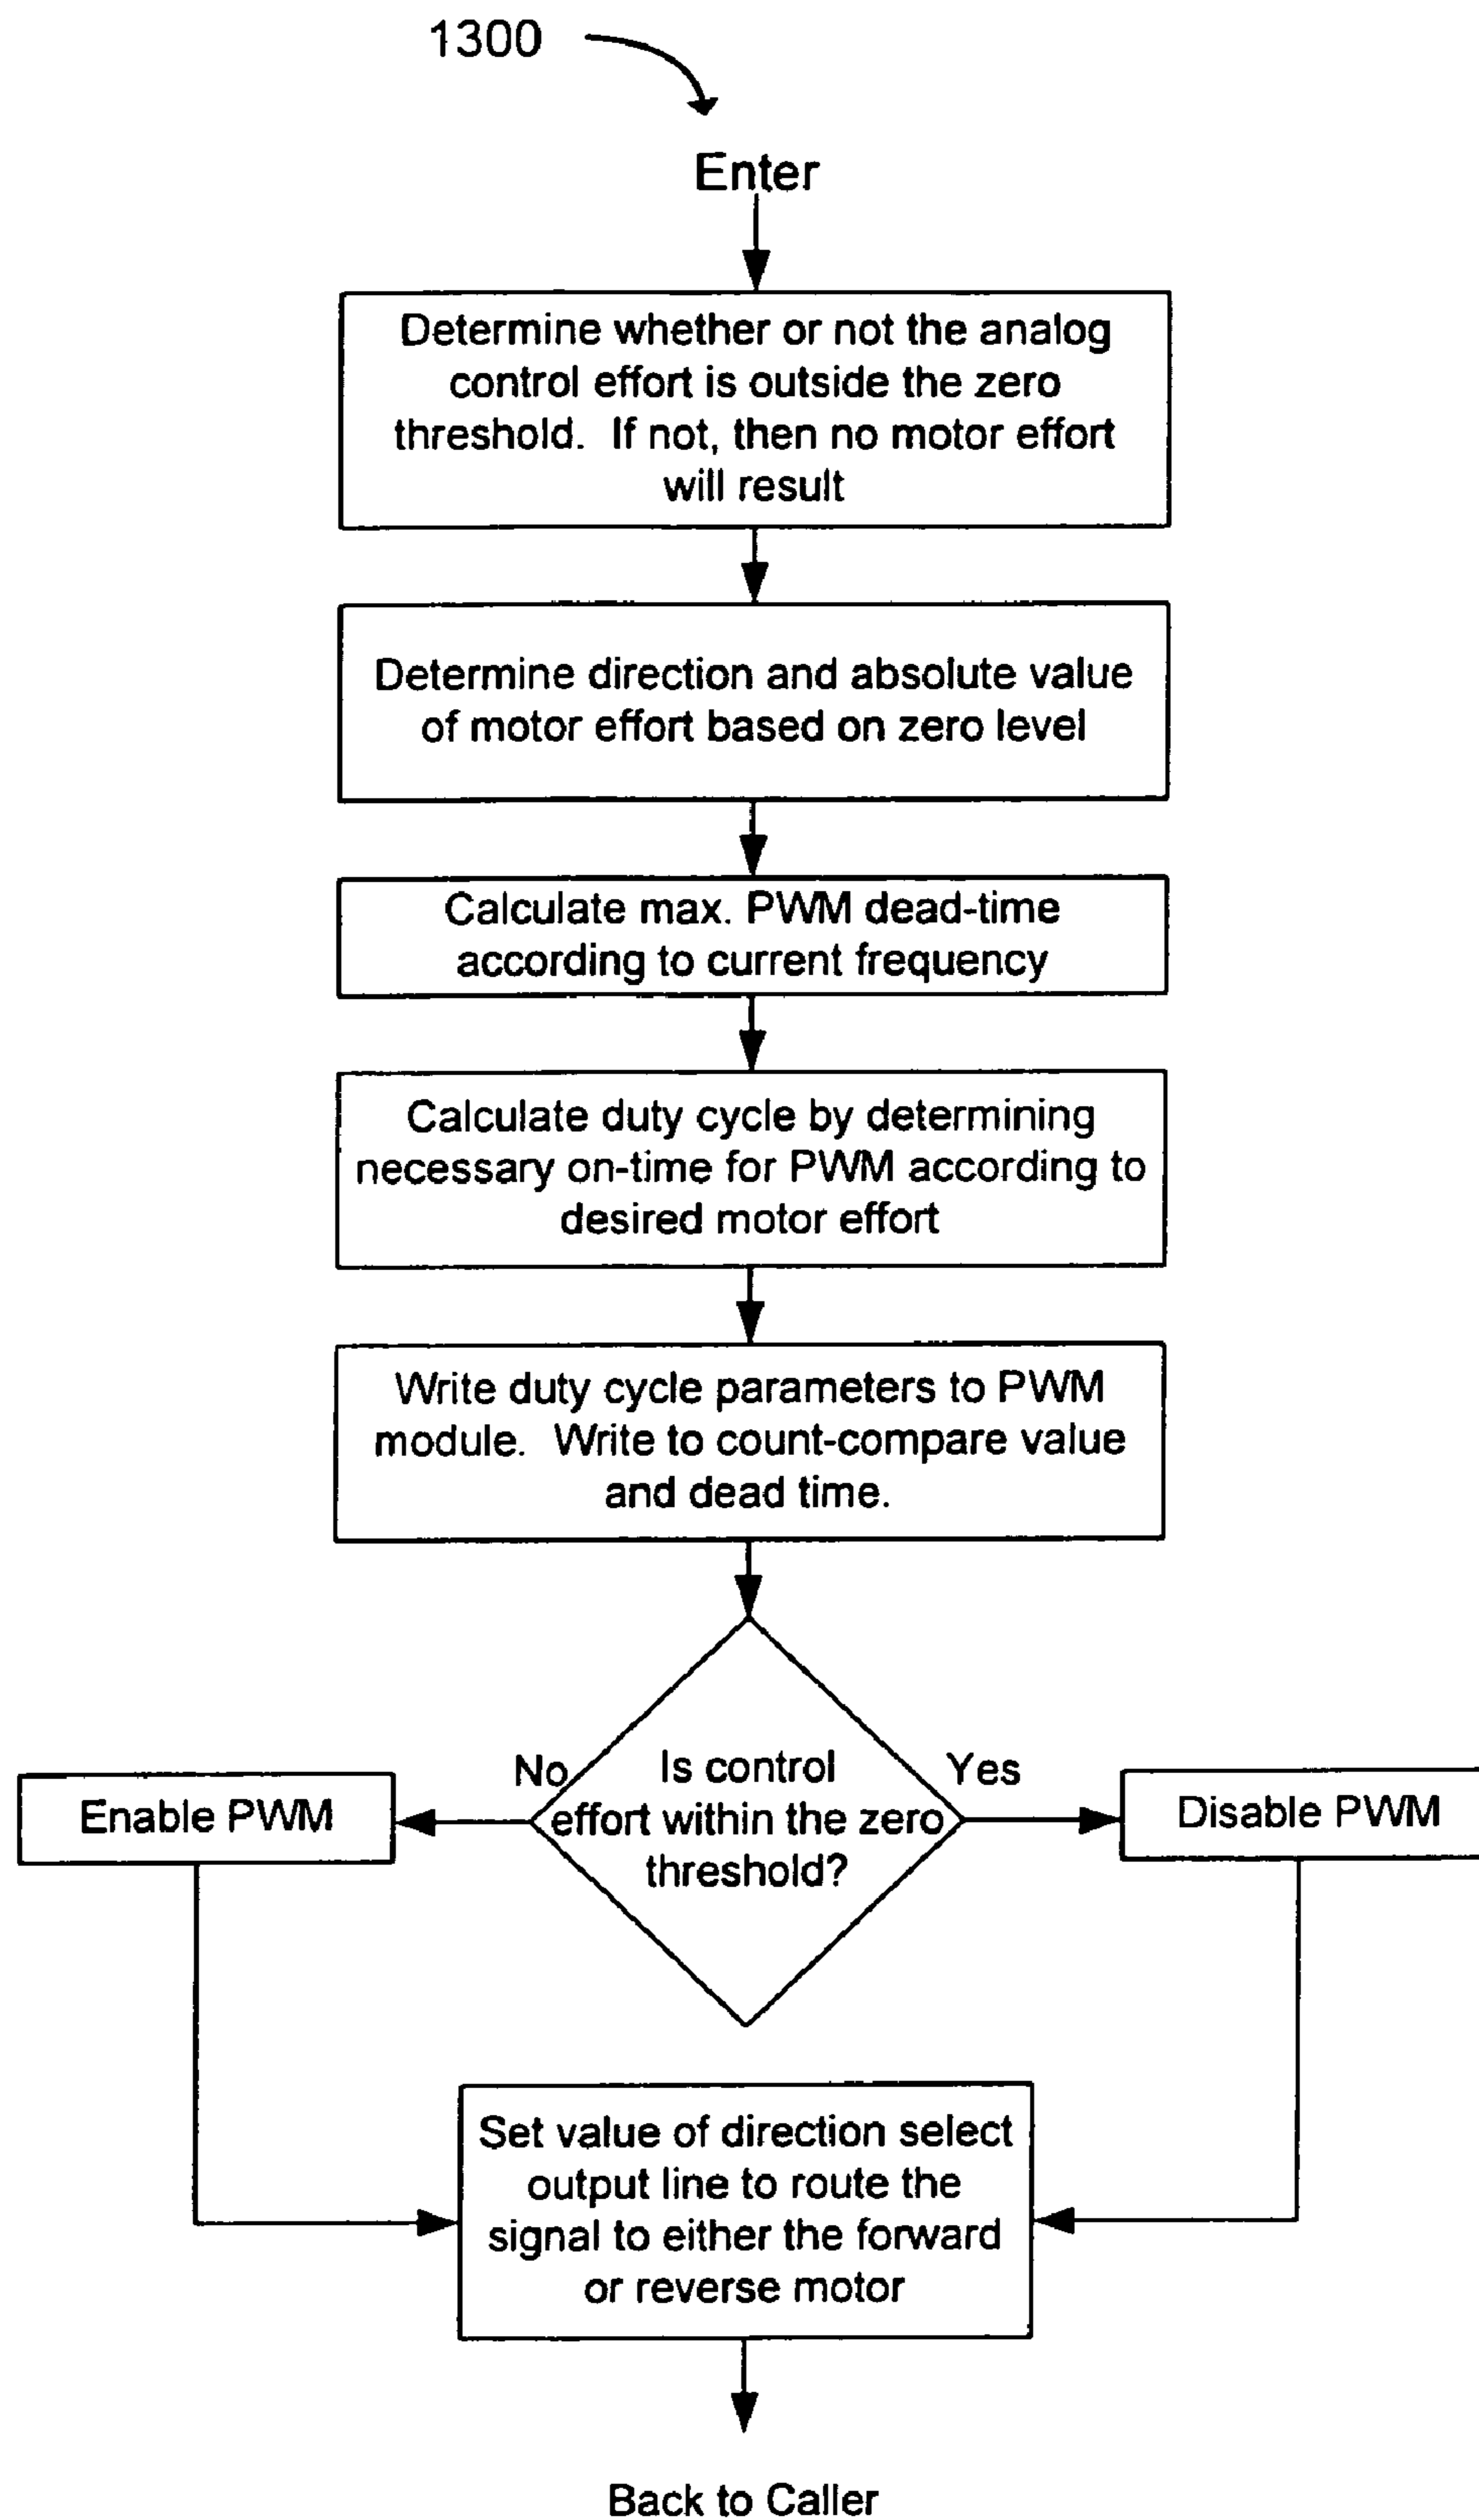 1300
Enter
Determine whether or not the analog
control effort is outside the zero
threshold.  If not, then no motor effort
will result
Determine direction and absolute value
of motor effort based on zero level
Calculate max. PWM dead-time
according to current frequency
Calculate duty cycle by determining
necessary on-time for PWM according to
desired motor effort
Write duty cycle parameters to PWM
module.  Write to count-compare value
and dead time.
No
Is control
effort within the zero
threshold?
Yes
Enable PWM
Disable PWM
Set value of direction select
output line to route the
signal to either the forward
or reverse motor
Back to Caller